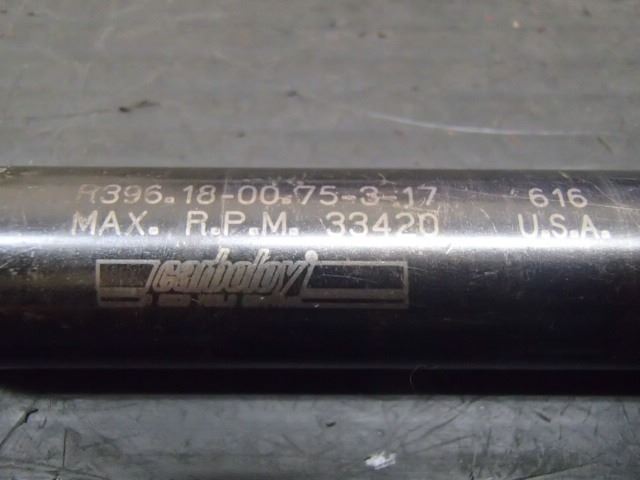 R396.18-00.75-3-17 616
MAX. R.P.M. 33420 U.S.A.
carboloy